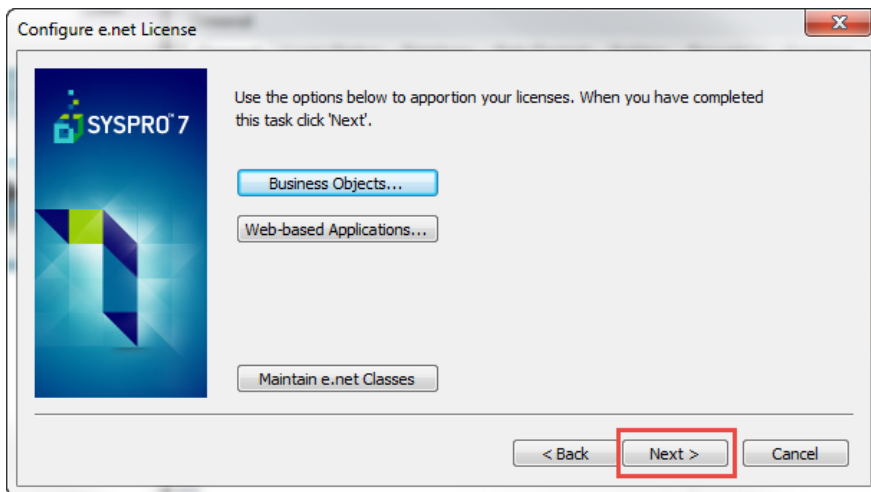 Configure e.net License
SYSPRO™ 7
Use the options below to apportion your licenses. When you have completed
this task click 'Next'.
Business Objects...
Web-based Applications...
Maintain e.net Classes
< Back
Next >
Cancel